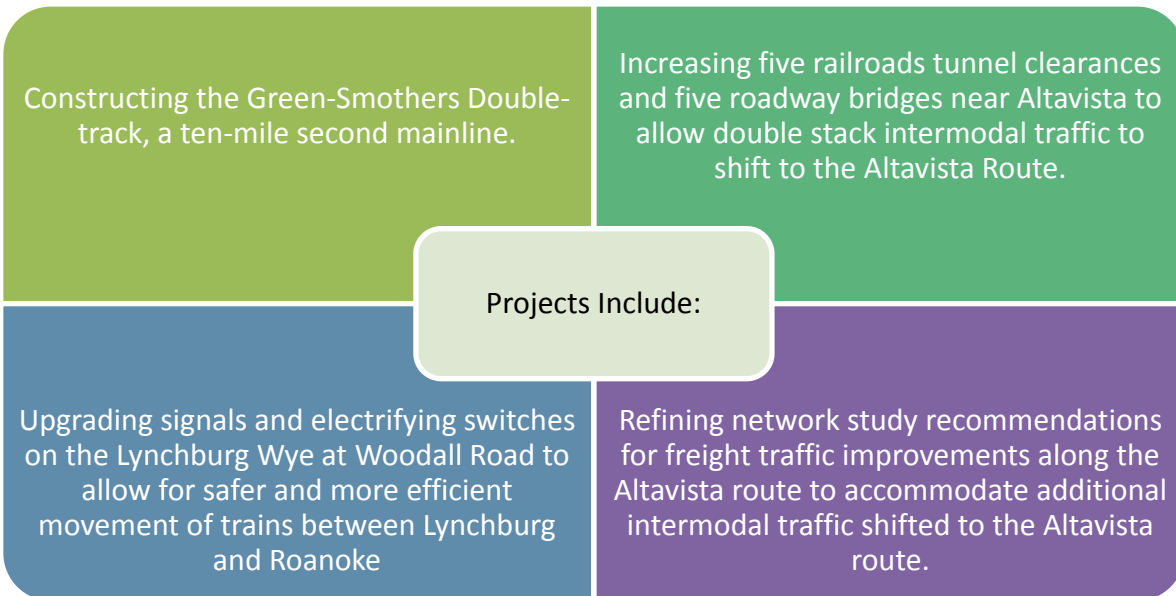 Constructing the Green-Smothers Double-
track, a ten-mile second mainline.
Increasing five railroads tunnel clearances
and five roadway bridges near Altavista to
allow double stack intermodal traffic to
shift to the Altavista Route.
Projects Include:
Upgrading signals and electrifying switches
on the Lynchburg Wye at Woodall Road to
allow for safer and more efficient
movement of trains between Lynchburg
and Roanoke
Refining network study recommendations
for freight traffic improvements along the
Altavista route to accommodate additional
intermodal traffic shifted to the Altavista
route.